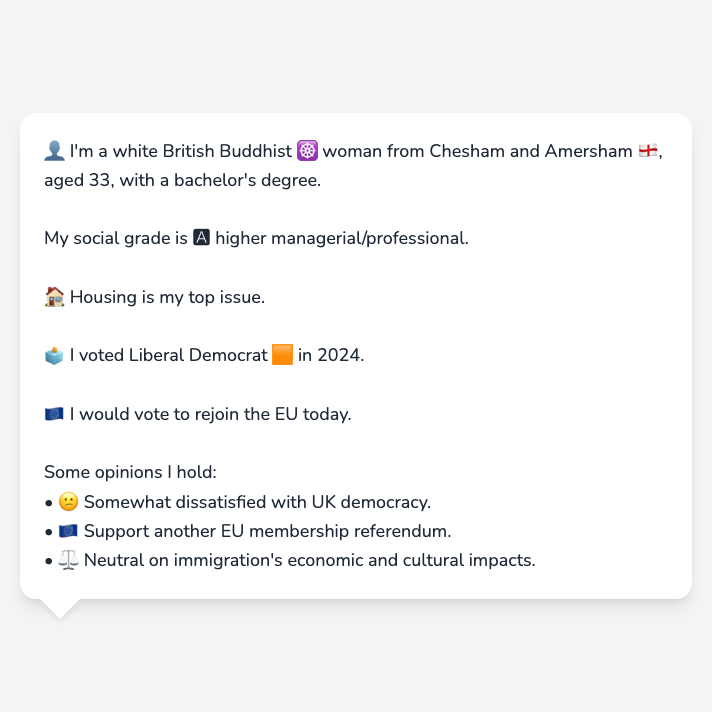 👤 I'm a white British Buddhist ☸️ woman from Chesham and Amersham 🏴󠁧󠁢󠁥󠁮󠁧󠁿,
aged 33, with a bachelor's degree.
My social grade is 🅰 higher managerial/professional.
🏠 Housing is my top issue.
🗳️ I voted Liberal Democrat 🟧 in 2024.
🇪🇺 I would vote to rejoin the EU today.
Some opinions I hold:
• 🙁 Somewhat dissatisfied with UK democracy.
• 🇪🇺 Support another EU membership referendum.
• ⚖️ Neutral on immigration's economic and cultural impacts.